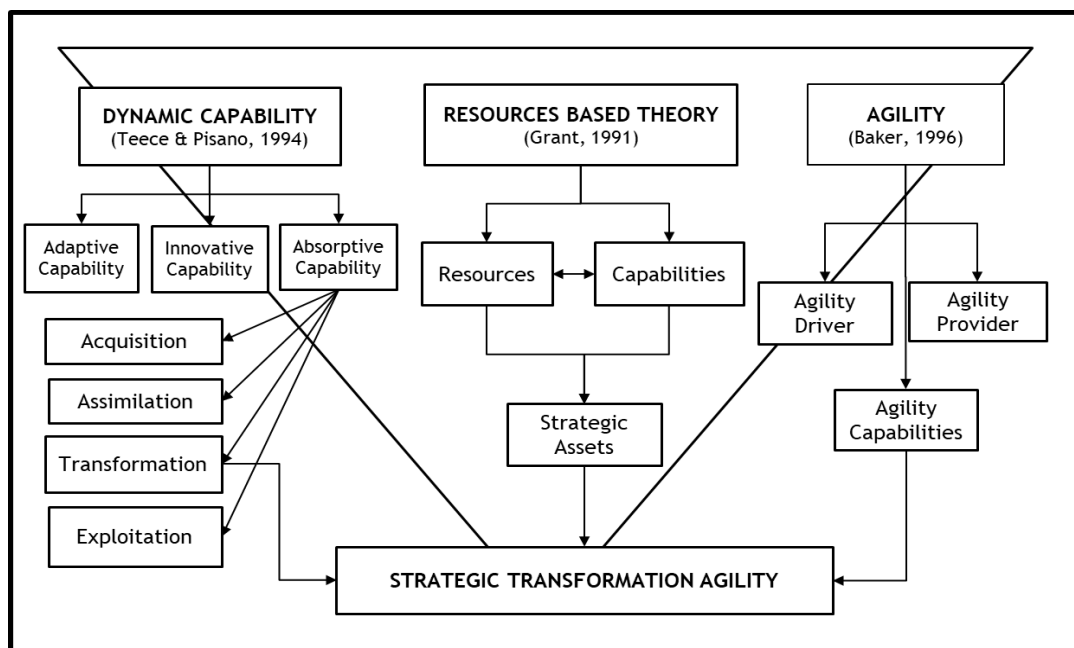 DYNAMIC CAPABILITY
(Teece & Pisano, 1994)
RESOURCES BASED THEORY
(Grant, 1991)
AGILITY
(Baker, 1996)
Adaptive
Capability
Innovative
Capability
Absorptive
Capability
Resources
Capabilities
Agility
Driver
Agility
Provider
Acquisition
Assimilation
Transformation
Exploitation
Strategic
Assets
Agility
Capabilities
STRATEGIC TRANSFORMATION AGILITY